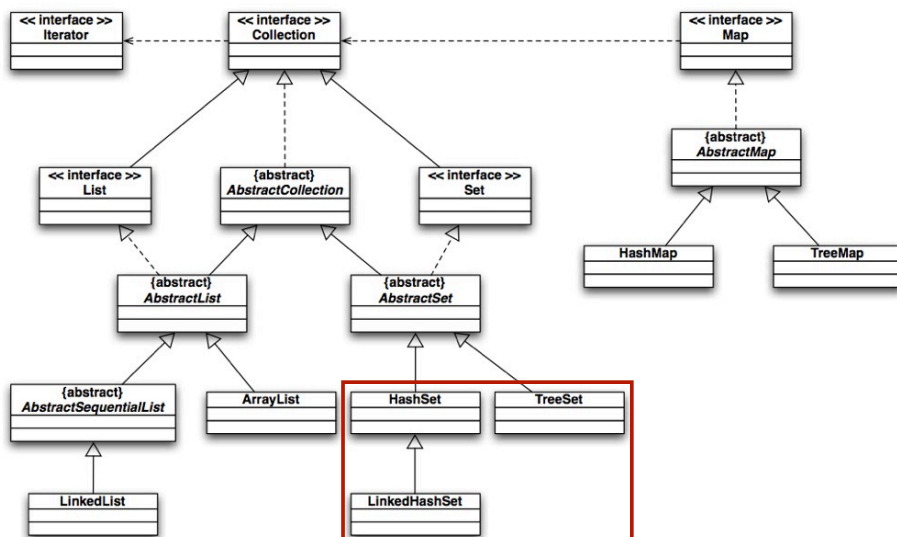 << interface >>
Iterator
<< interface >>
Collection
<< interface >>
Map
{abstract}
AbstractMap
<< interface >>
List
{abstract}
AbstractCollection
<< interface >>
Set
HashMap
TreeMap
{abstract}
AbstractList
{abstract}
AbstractSet
{abstract}
AbstractSequentialList
ArrayList
HashSet
TreeSet
LinkedList
LinkedHashSet